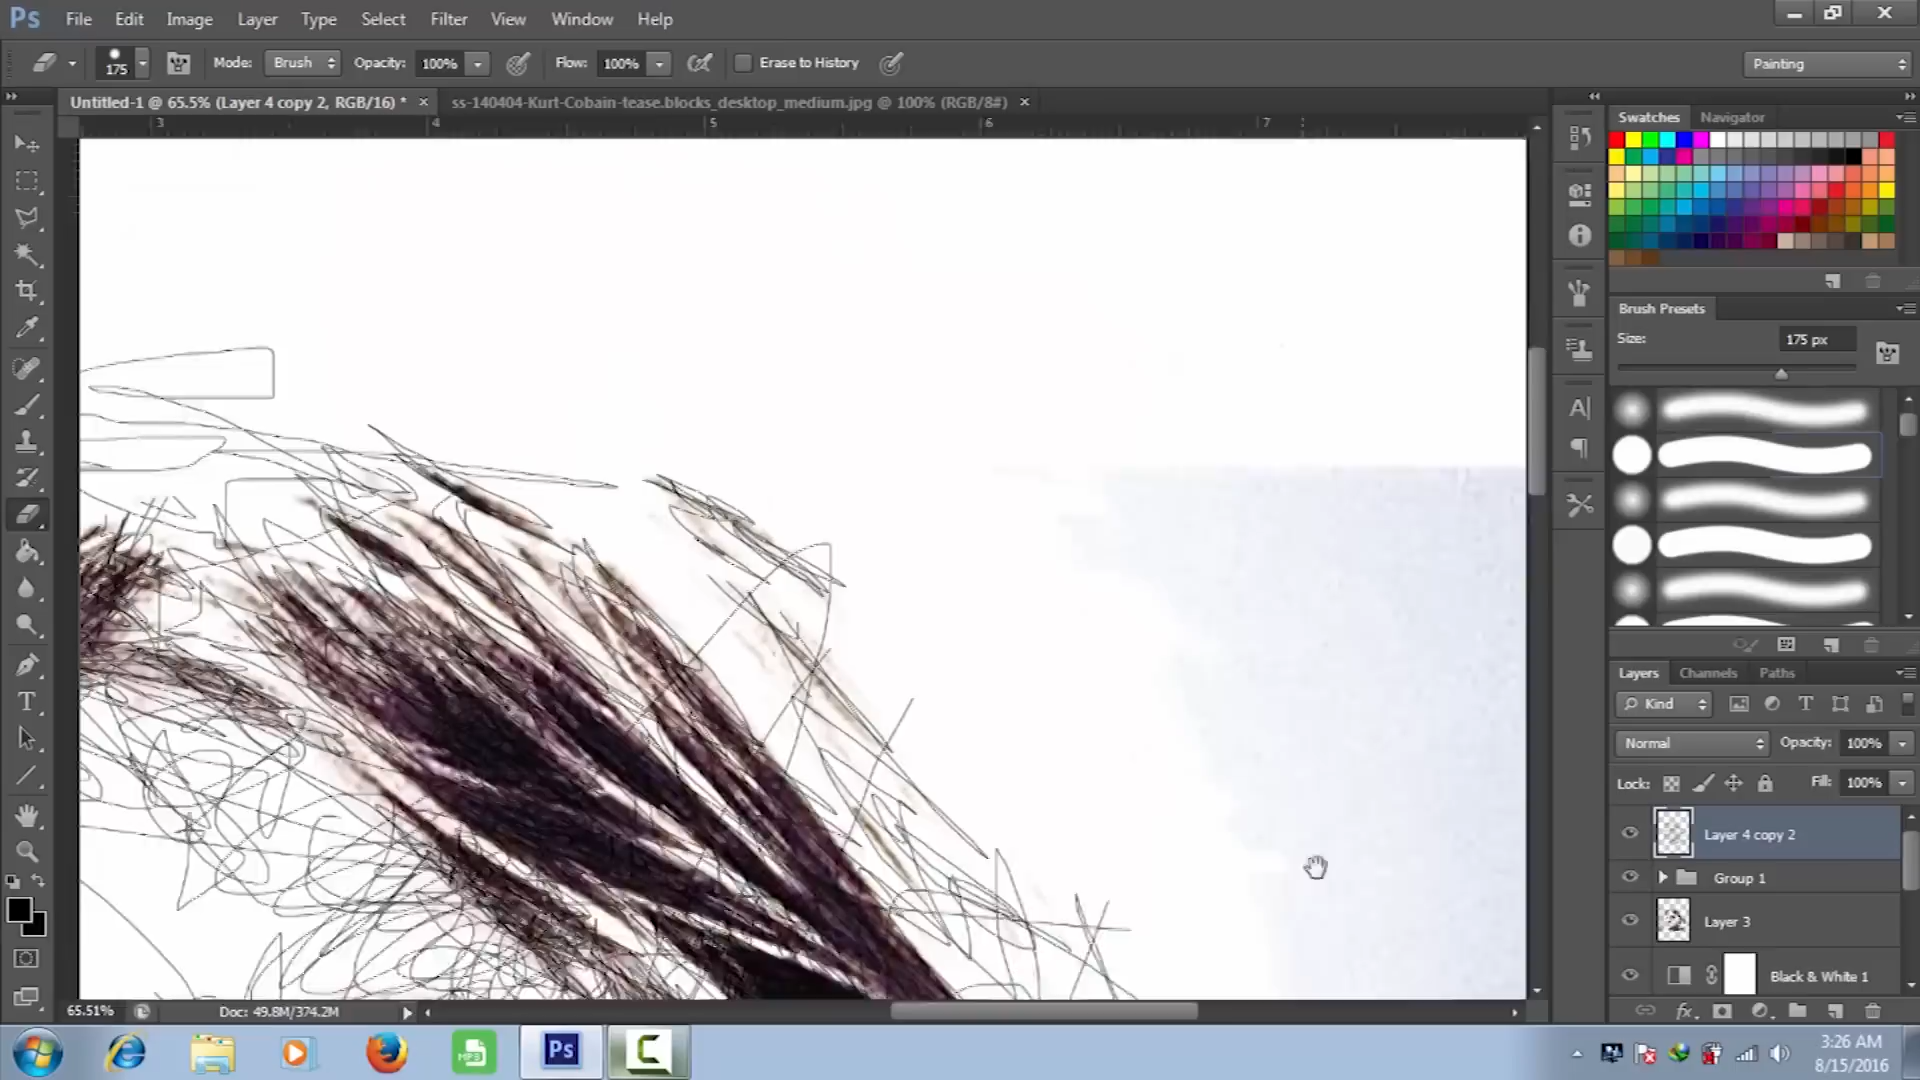 Ps File Edit Image Layer Type Select Filter View Window Help
175 Mode: Brush Opacity: 100% Flow: 100% Erase to History Painting
Untitled-1 @ 65.5% (Layer 4 copy 2, RGB/16) * × ss-140404-Kurt-Cobain-tease.blocks_desktop_medium.jpg @ 100% (RGB/8#) ×
3 4 5 6 7
Swatches Navigator
Brush Presets
Size: 175 px
Layers Channels Paths
Kind
Normal Opacity: 100%
Lock: Fill: 100%
Layer 4 copy 2
Group 1
Layer 3
Black & White 1
65.51% Doc: 49.8M/374.2M
MP3 Ps C
3:26 AM
8/15/2016